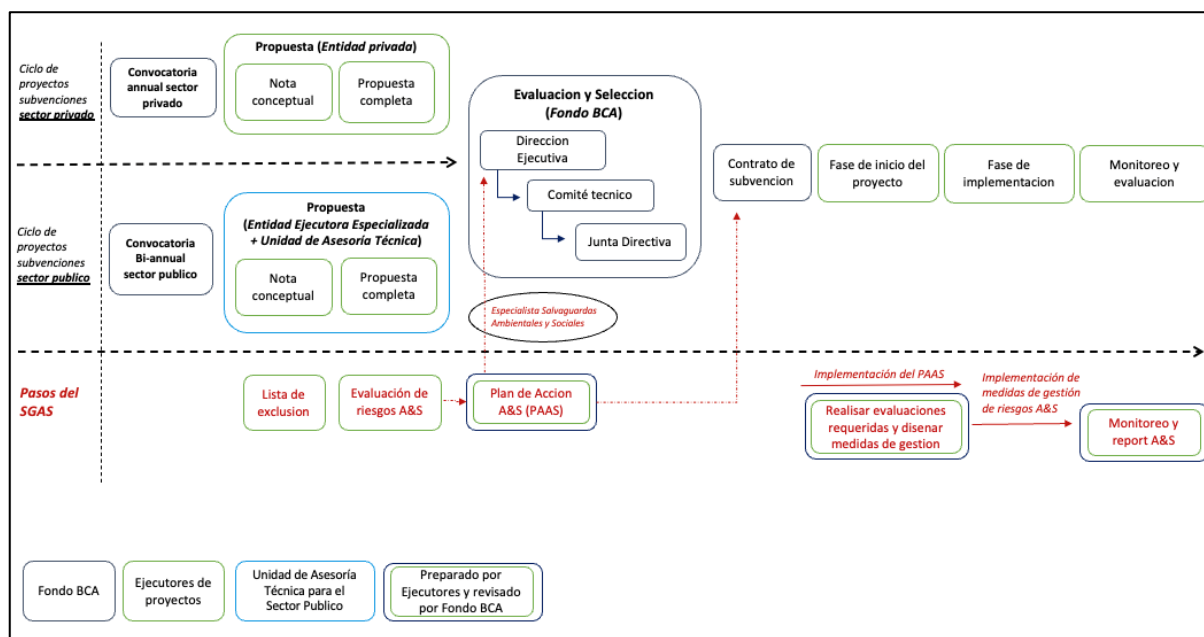 Ciclo de
proyectos
subvenciones
sector privado
Convocatoria
annual sector
privado
Propuesta (Entidad privada)
Nota
conceptual
Propuesta
completa
Evaluacion y Seleccion
(Fondo BCA)
Direccion
Ejecutiva
Comité tecnico
Junta Directiva
Contrato de
subvencion
Fase de inicio del
proyecto
Fase de
implementacion
Monitoreo y
evaluacion
Ciclo de
proyectos
subvenciones
sector publico
Convocatoria
Bi-annual
sector publico
Propuesta
(Entidad Ejecutora Especializada
+ Unidad de Asesoría Técnica)
Nota
conceptual
Propuesta
completa
Especialista Salvaguardas
Ambientales y Sociales
Pasos del
SGAS
Lista de
exclusion
Evaluación de
riesgos A&S
Plan de Accion
A&S (PAAS)
Implementación del PAAS
Realisar evaluaciones
requeridas y disenar
medidas de gestion
Implementación de
medidas de gestión
de riesgos A&S
Monitoreo y
report A&S
Fondo BCA
Ejecutores de
proyectos
Unidad de Asesoría
Técnica para el
Sector Publico
Preparado por
Ejecutores y revisado
por Fondo BCA